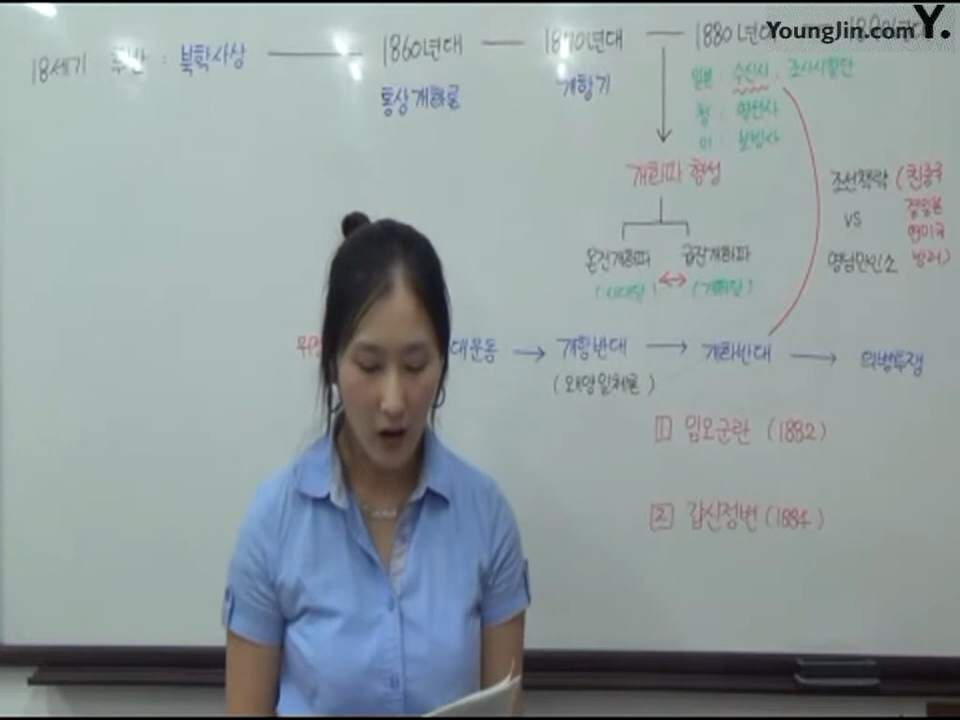 YoungJin.com Y.
18세기 후반 : 북학사상 1860년대 1870년대 1880년대
통상개화론 개항기
일본 : 수신사, 조사시찰단
청 : 영선사
미 : 보빙사
개화파 형성
조선책략 (친중국
결일본
연미국
방러)
VS
영남만인소
온건개화파 급진개화파
(사대당) (개화당)
대운동 → 개항반대 → 개화반대 → 의병투쟁
(왜양일체론)
1 임오군란 (1882)
2 갑신정변 (1884)